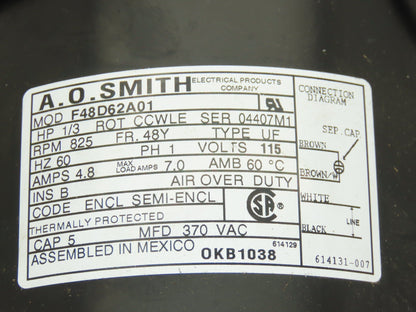 A.O.SMITH ELECTRICAL PRODUCTS COMPANY
MOD F48D62A01
HP 1/3 ROT CCWLE SER 04407M1
RPM 825 FR. 48Y TYPE UF
HZ 60 PH 1 VOLTS 115
AMPS 4.8 MAX LOAD AMPS 7.0 AMB 60 °C
INS B AIR OVER DUTY
CODE ENCL SEMI-ENCL
THERMALLY PROTECTED
CAP 5 MFD 370 VAC 614129
ASSEMBLED IN MEXICO OKB1038
CONNECTION
DIAGRAM
SEP.CAP
BROWN
BROWN/W
WHITE
LINE
BLACK
614131-007